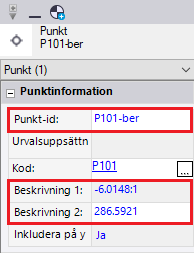 Punkt
P101-ber
Punkt (1)
Punktinformation
Punkt-id: P101-ber
Urvalsuppsättn
Kod: P101 ...
Beskrivning 1: -6.0148:1
Beskrivning 2: 286.5921
Inkludera på y Ja